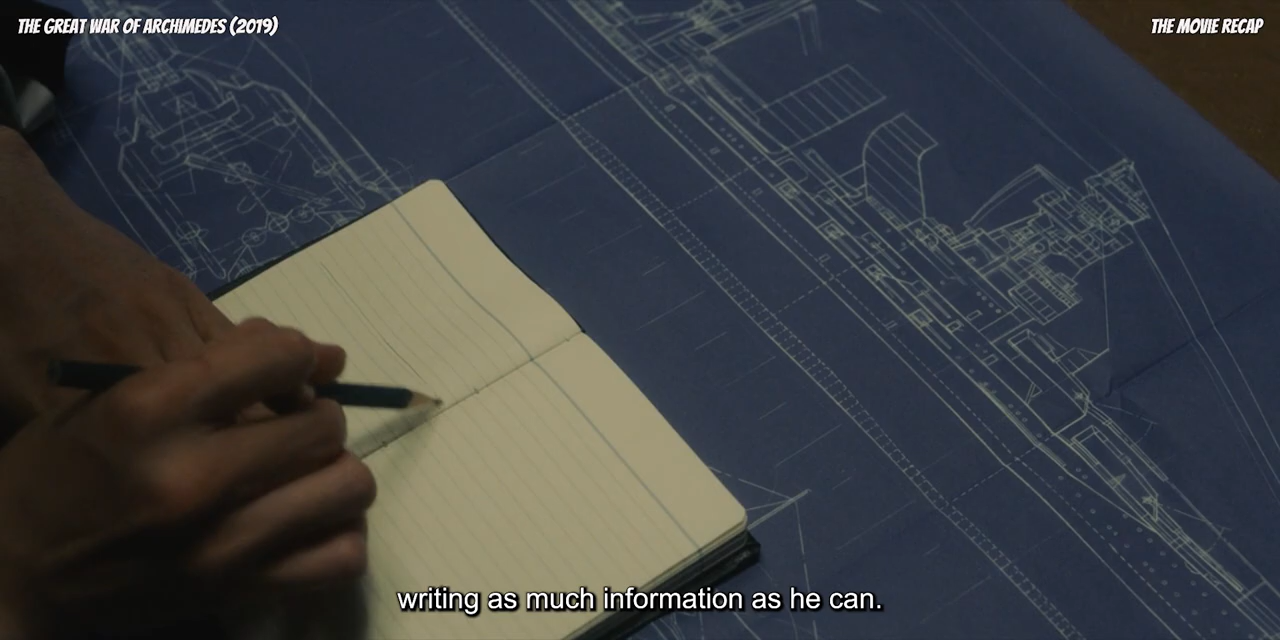 THE GREAT WAR OF ARCHIMEDES (2019)
THE MOVIE RECAP
writing as much information as he can.